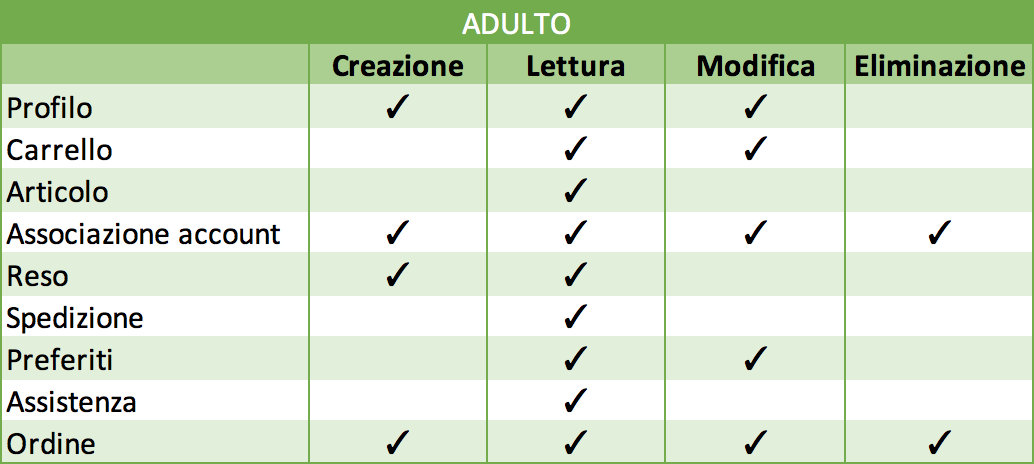 ADULTO
Creazione Lettura Modifica Eliminazione
Profilo ✓ ✓ ✓
Carrello ✓ ✓
Articolo ✓
Associazione account ✓ ✓ ✓ ✓
Reso ✓ ✓
Spedizione ✓
Preferiti ✓ ✓
Assistenza ✓
Ordine ✓ ✓ ✓ ✓